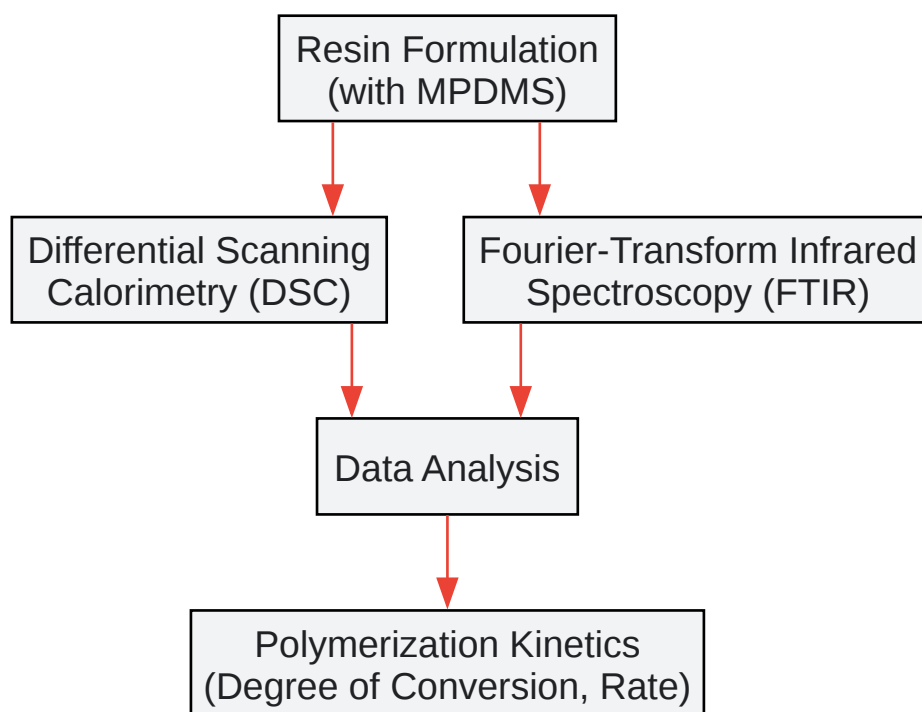 Resin Formulation
(with MPDMS)
Differential Scanning
Calorimetry (DSC)
Fourier-Transform Infrared
Spectroscopy (FTIR)
Data Analysis
Polymerization Kinetics
(Degree of Conversion, Rate)